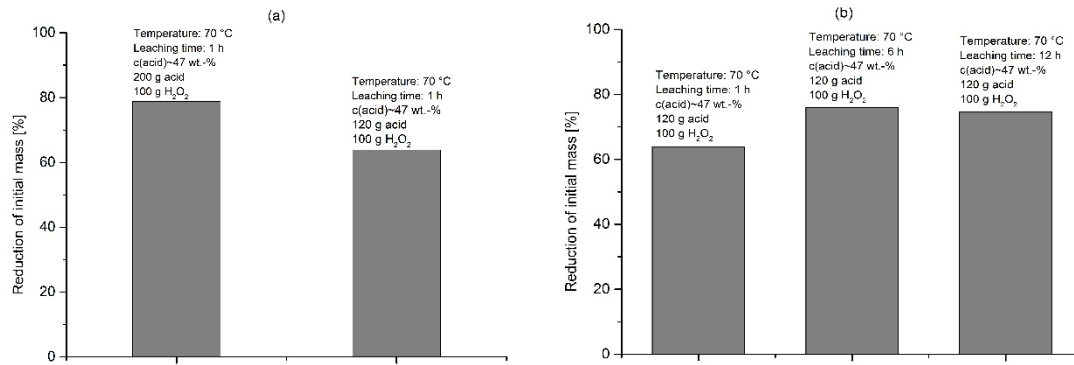 (a)
Reduction of initial mass [%]
100
80
60
40
20
0
Temperature: 70 °C
Leaching time: 1 h
c(acid)~47 wt.-%
200 g acid
100 g H₂O₂
Temperature: 70 °C
Leaching time: 1 h
c(acid)~47 wt.-%
120 g acid
100 g H₂O₂
(b)
Reduction of initial mass [%]
100
80
60
40
20
0
Temperature: 70 °C
Leaching time: 1 h
c(acid)~47 wt.-%
120 g acid
100 g H₂O₂
Temperature: 70 °C
Leaching time: 6 h
c(acid)~47 wt.-%
120 g acid
100 g H₂O₂
Temperature: 70 °C
Leaching time: 12 h
c(acid)~47 wt.-%
120 g acid
100 g H₂O₂